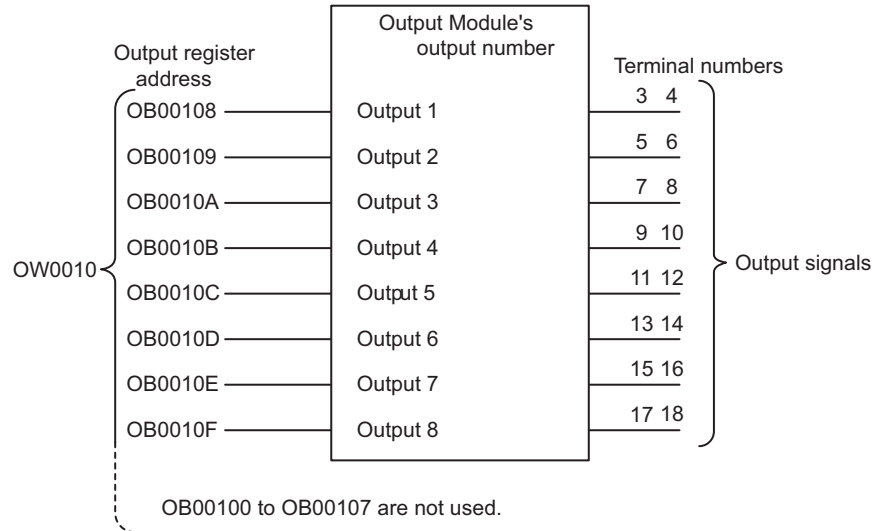 Output Module's
output number
Output register
address
Terminal numbers
OB00108 Output 1 3 4
OB00109 Output 2 5 6
OB0010A Output 3 7 8
OB0010B Output 4 9 10
OW0010
Output signals
OB0010C Output 5 11 12
OB0010D Output 6 13 14
OB0010E Output 7 15 16
OB0010F Output 8 17 18
OB00100 to OB00107 are not used.